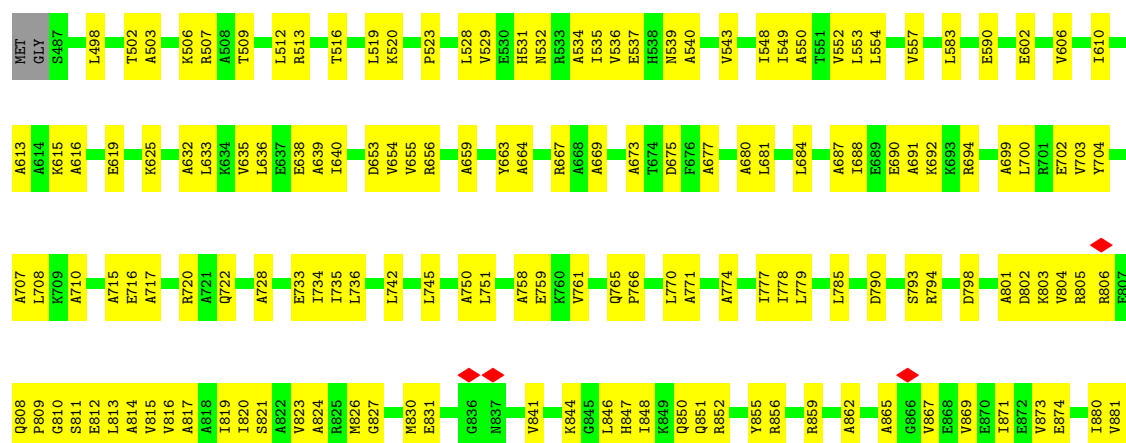 MET GLY S487 L498 T502 A503 K506 R507 A508 T509 L512 R513 T516 L519 K520 P523 L528 V529 E530 H531 N532 R533 A534 I535 V536 E537 H538 N539 A540 V543 I548 I549 A550 T551 V552 L553 L554 V557 L583 E590 E602 V606 I610
A613 A614 K615 A616 E619 K625 A632 L633 K634 V635 L636 E637 E638 A639 I640 D653 V654 V655 R656 A659 Y663 A664 R667 A668 A669 A673 T674 D675 F676 A677 A680 L681 L684 A687 I688 E689 E690 A691 K692 K693 R694 A699 L700 R701 E702 V703 Y704
A707 L708 K709 A710 A715 E716 A717 R720 A721 Q722 A728 E733 I734 I735 L736 L742 L745 A750 L751 A758 E759 K760 V761 Q765 P766 L770 A771 A774 I777 I778 L779 L785 D790 S793 R794 D798 A801 D802 K803 V804 R805 R806 E807
Q808 P809 G810 S811 E812 L813 A814 V815 V816 A817 A818 I819 I820 S821 A822 V823 A824 R825 M826 G827 M830 E831 G836 N837 V841 K844 G845 L846 H847 I848 K849 Q850 Q851 R852 Y855 R856 R859 A862 A865 G866 V867 E868 V869 E870 I871 E872 V873 E874 I880 V881